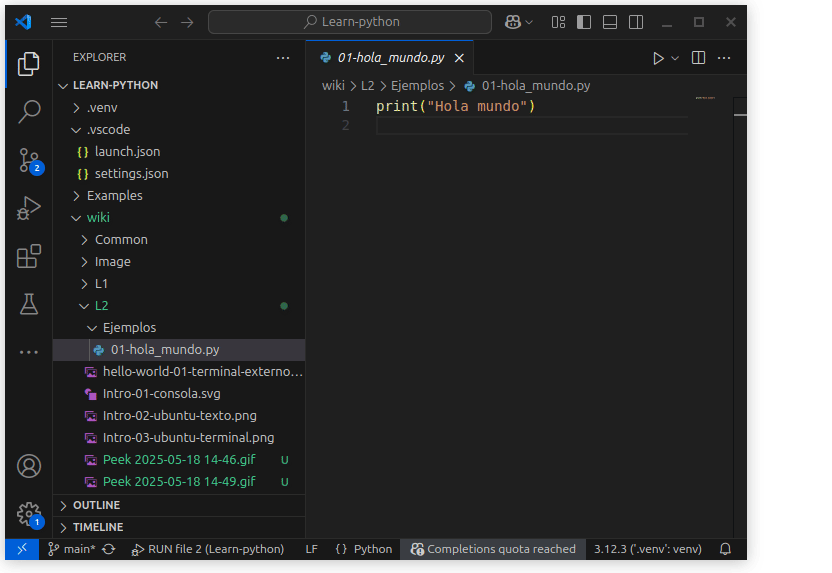 Learn-python
EXPLORER
01-hola_mundo.py
LEARN-PYTHON
wiki > L2 > Ejemplos > 01-hola_mundo.py
1 print("Hola mundo")
2
.venv
.vscode
{} launch.json
{} settings.json
Examples
wiki
Common
Image
L1
L2
Ejemplos
01-hola_mundo.py
hello-world-01-terminal-externo...
Intro-01-consola.svg
Intro-02-ubuntu-texto.png
Intro-03-ubuntu-terminal.png
Peek 2025-05-18 14-46.gif U
Peek 2025-05-18 14-49.gif U
OUTLINE
TIMELINE
2
1
main* RUN file 2 (Learn-python) LF {} Python Completions quota reached 3.12.3 ('.venv': venv)